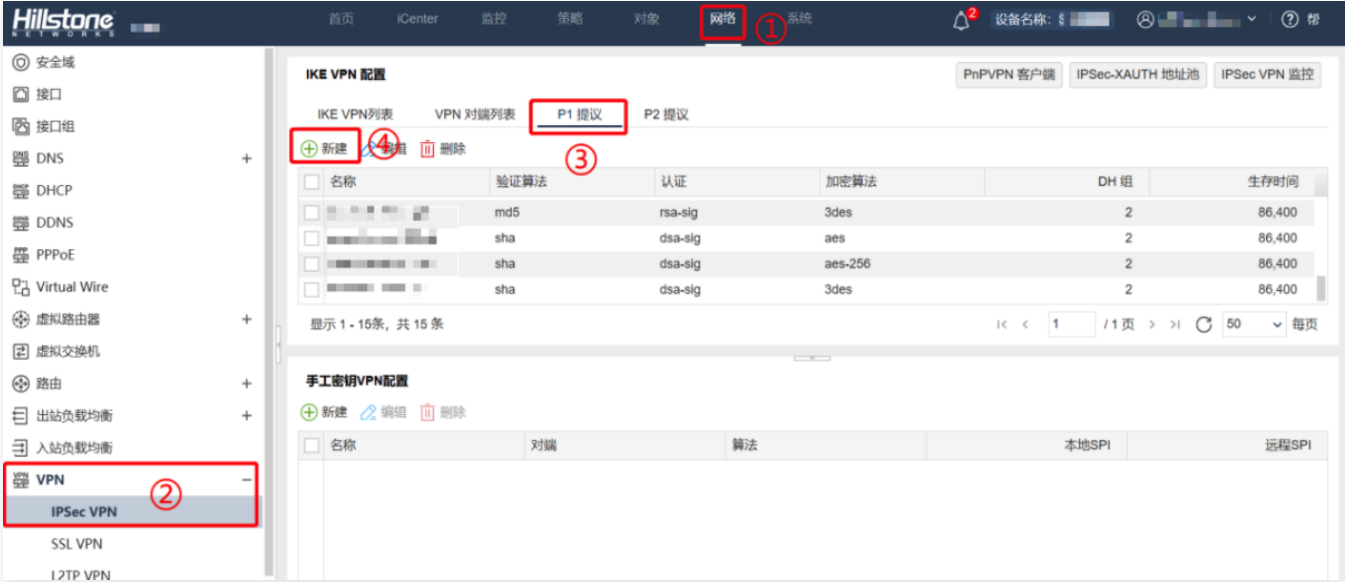 Hillstone
NETWORKS
首页 iCenter 监控 策略 对象 网络 ① 系统 2 设备名称: 帮
安全域
接口
接口组
DNS +
DHCP
DDNS
PPPoE
Virtual Wire
虚拟路由器 +
虚拟交换机
路由 +
出站负载均衡 +
入站负载均衡
VPN −
②
IPSec VPN
SSL VPN
L2TP VPN
IKE VPN 配置 PnPVPN 客户端 IPSec-XAUTH 地址池 IPSec VPN 监控
IKE VPN列表 VPN 对端列表 P1 提议 P2 提议
新建 ④ 编辑 删除 ③
名称 验证算法 认证 加密算法 DH 组 生存时间
md5 rsa-sig 3des 2 86,400
sha dsa-sig aes 2 86,400
sha dsa-sig aes-256 2 86,400
sha dsa-sig 3des 2 86,400
显示 1 - 15条, 共 15 条 1 / 1 页 50 每页
手工密钥VPN配置
新建 编辑 删除
名称 对端 算法 本地SPI 远程SPI